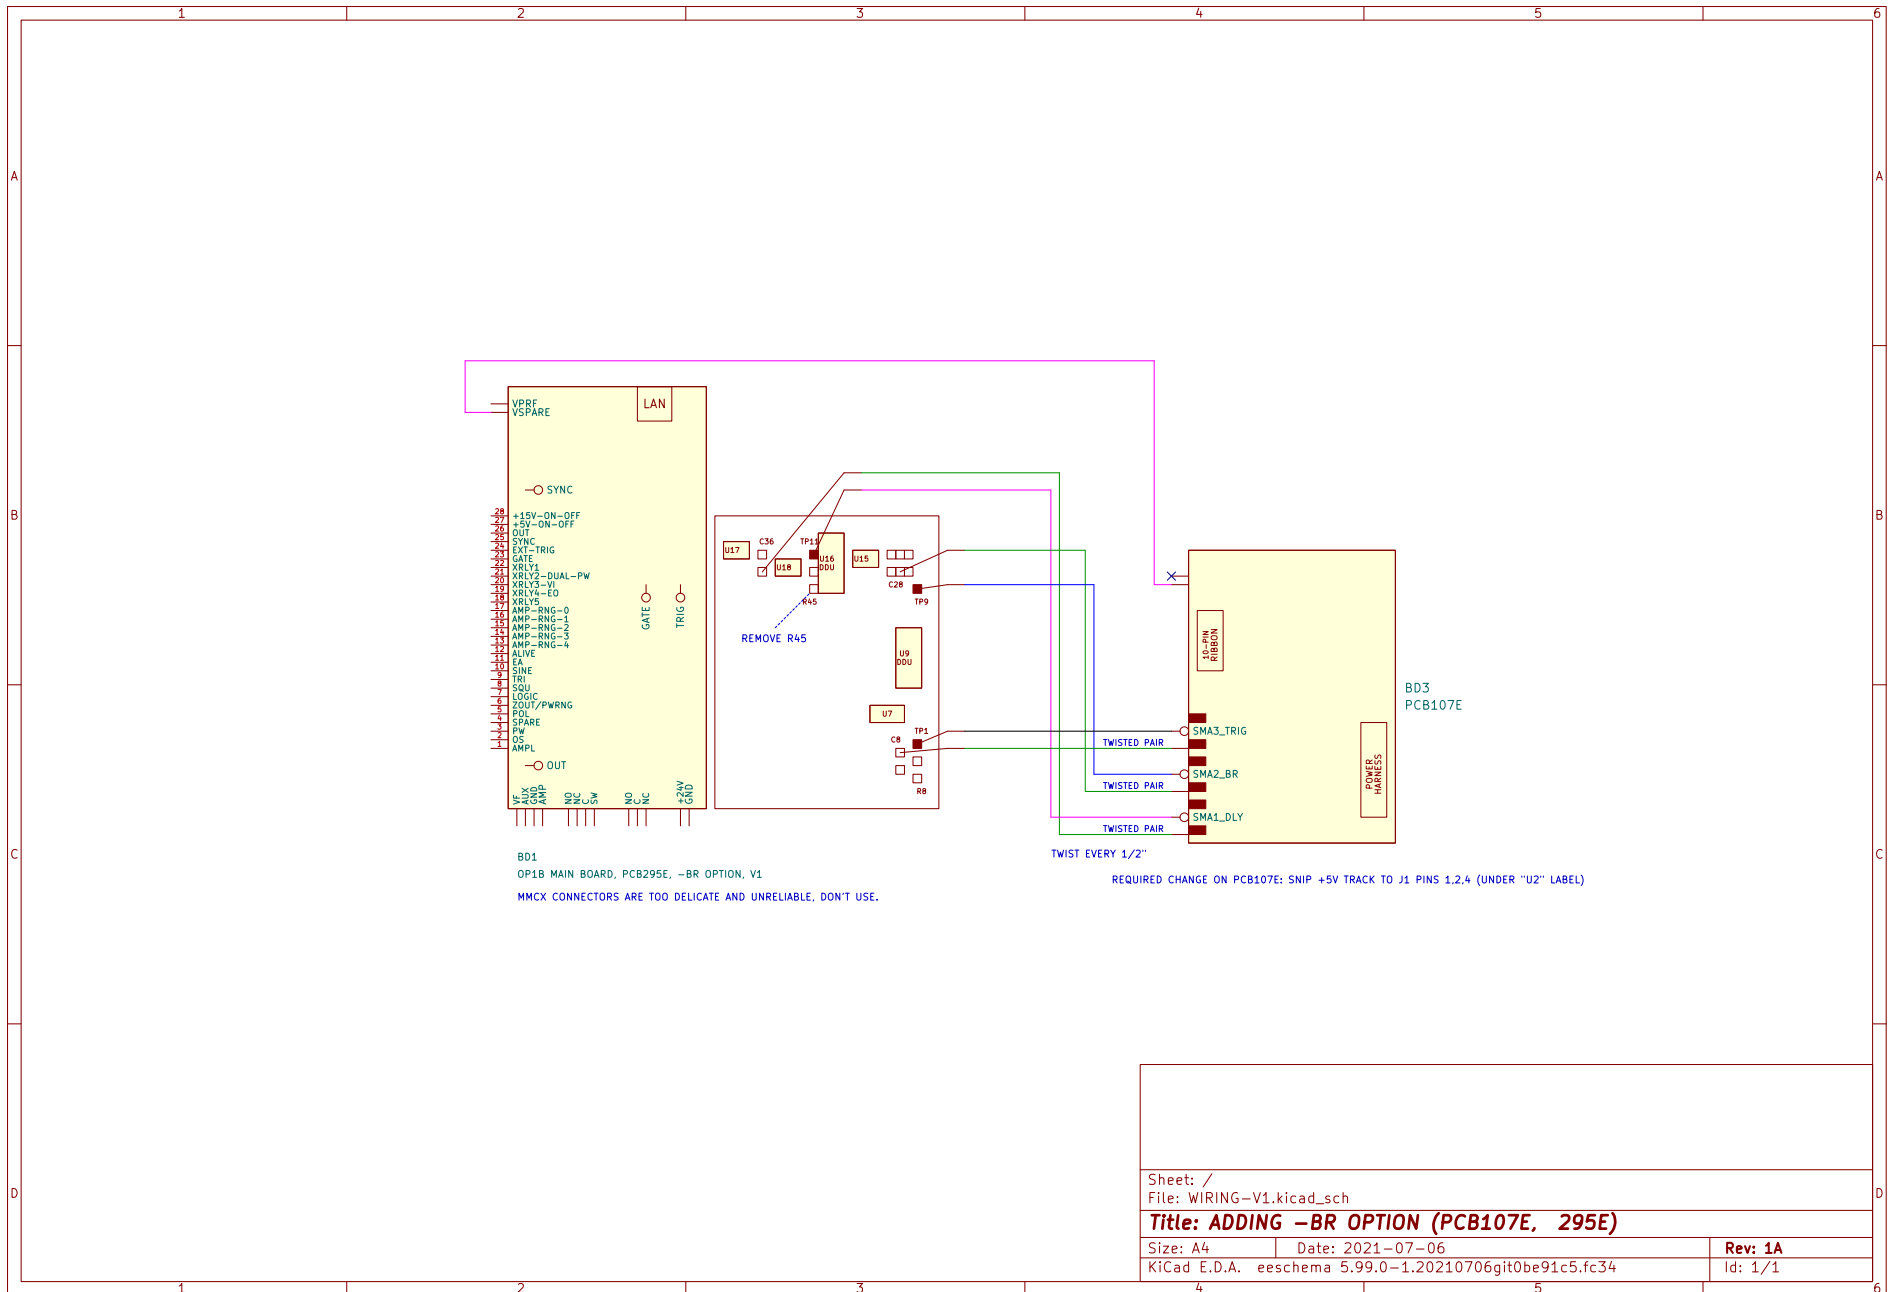 1 2 3 4 5 6
A A
B B
C C
D D
VPRF
VSPARE
LAN
SYNC
28 +15V-ON-OFF
27 +5V-ON-OFF
26 OUT
25 SYNC
24 EXT-TRIG
23 GATE
22 XRLY1
21 XRLY2-DUAL-PW
20 XRLY3-VI
19 XRLY4-EO
18 XRLY5
17 AMP-RNG-0
16 AMP-RNG-1
15 AMP-RNG-2
14 AMP-RNG-3
13 AMP-RNG-4
12 ALIVE
11 EA
10 SINE
9 TRI
8 SQU
7 LOGIC
6 ZOUT/PWRNG
5 POL
4 SPARE
3 PW
2 OS
1 AMPL
GATE
TRIG
OUT
VF
AUX
GND
AMP
NO
NC
C
SW
NO
C
NC
+24V
GND
BD1
OP1B MAIN BOARD, PCB295E, -BR OPTION, V1
MMCX CONNECTORS ARE TOO DELICATE AND UNRELIABLE, DON'T USE.
U17
C36
U18
TP11
U16
DDU
U15
R45
C28
TP9
REMOVE R45
U9
DDU
U7
TP1
C8
R8
10-PIN
RIBBON
BD3
PCB107E
SMA3_TRIG
TWISTED PAIR
SMA2_BR
TWISTED PAIR
SMA1_DLY
TWISTED PAIR
POWER
HARNESS
TWIST EVERY 1/2"
REQUIRED CHANGE ON PCB107E: SNIP +5V TRACK TO J1 PINS 1,2,4 (UNDER "U2" LABEL)
Sheet: /
File: WIRING-V1.kicad_sch
Title: ADDING -BR OPTION (PCB107E, 295E)
Size: A4 Date: 2021-07-06 Rev: 1A
KiCad E.D.A. eeschema 5.99.0-1.20210706git0be91c5.fc34 Id: 1/1
1 2 3 4 5 6